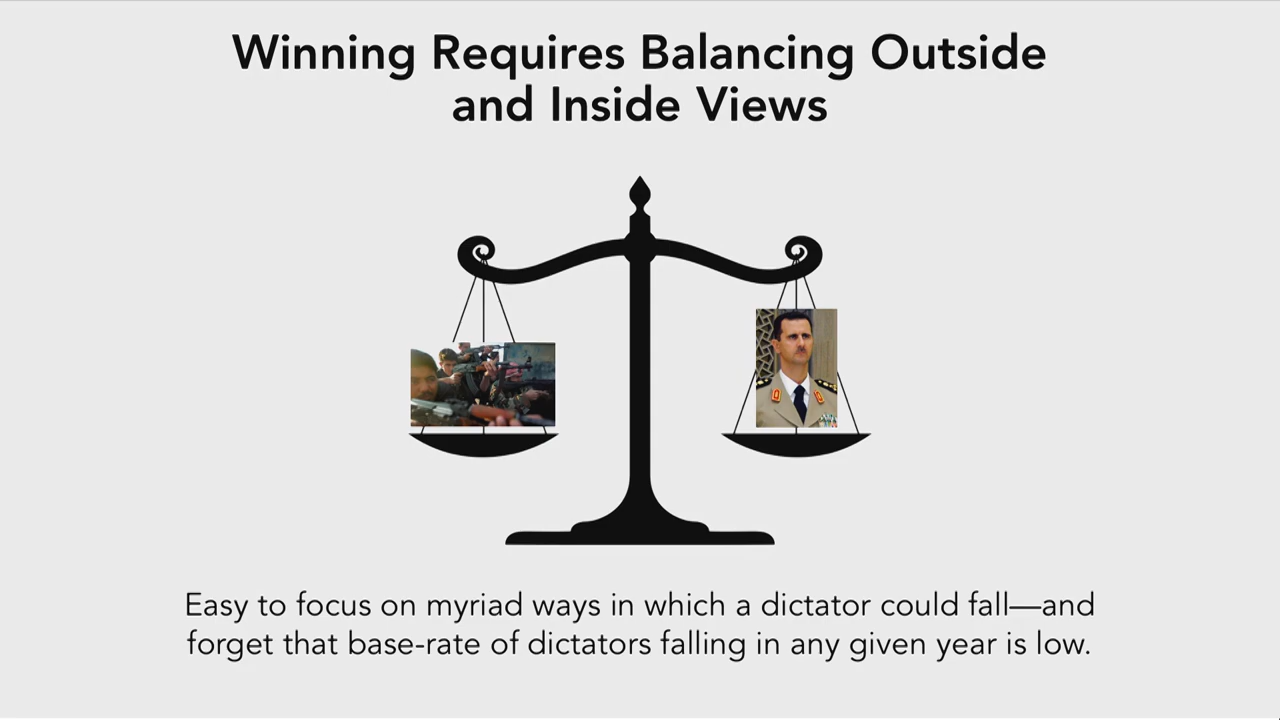 Winning Requires Balancing Outside
and Inside Views
Easy to focus on myriad ways in which a dictator could fall—and
forget that base-rate of dictators falling in any given year is low.